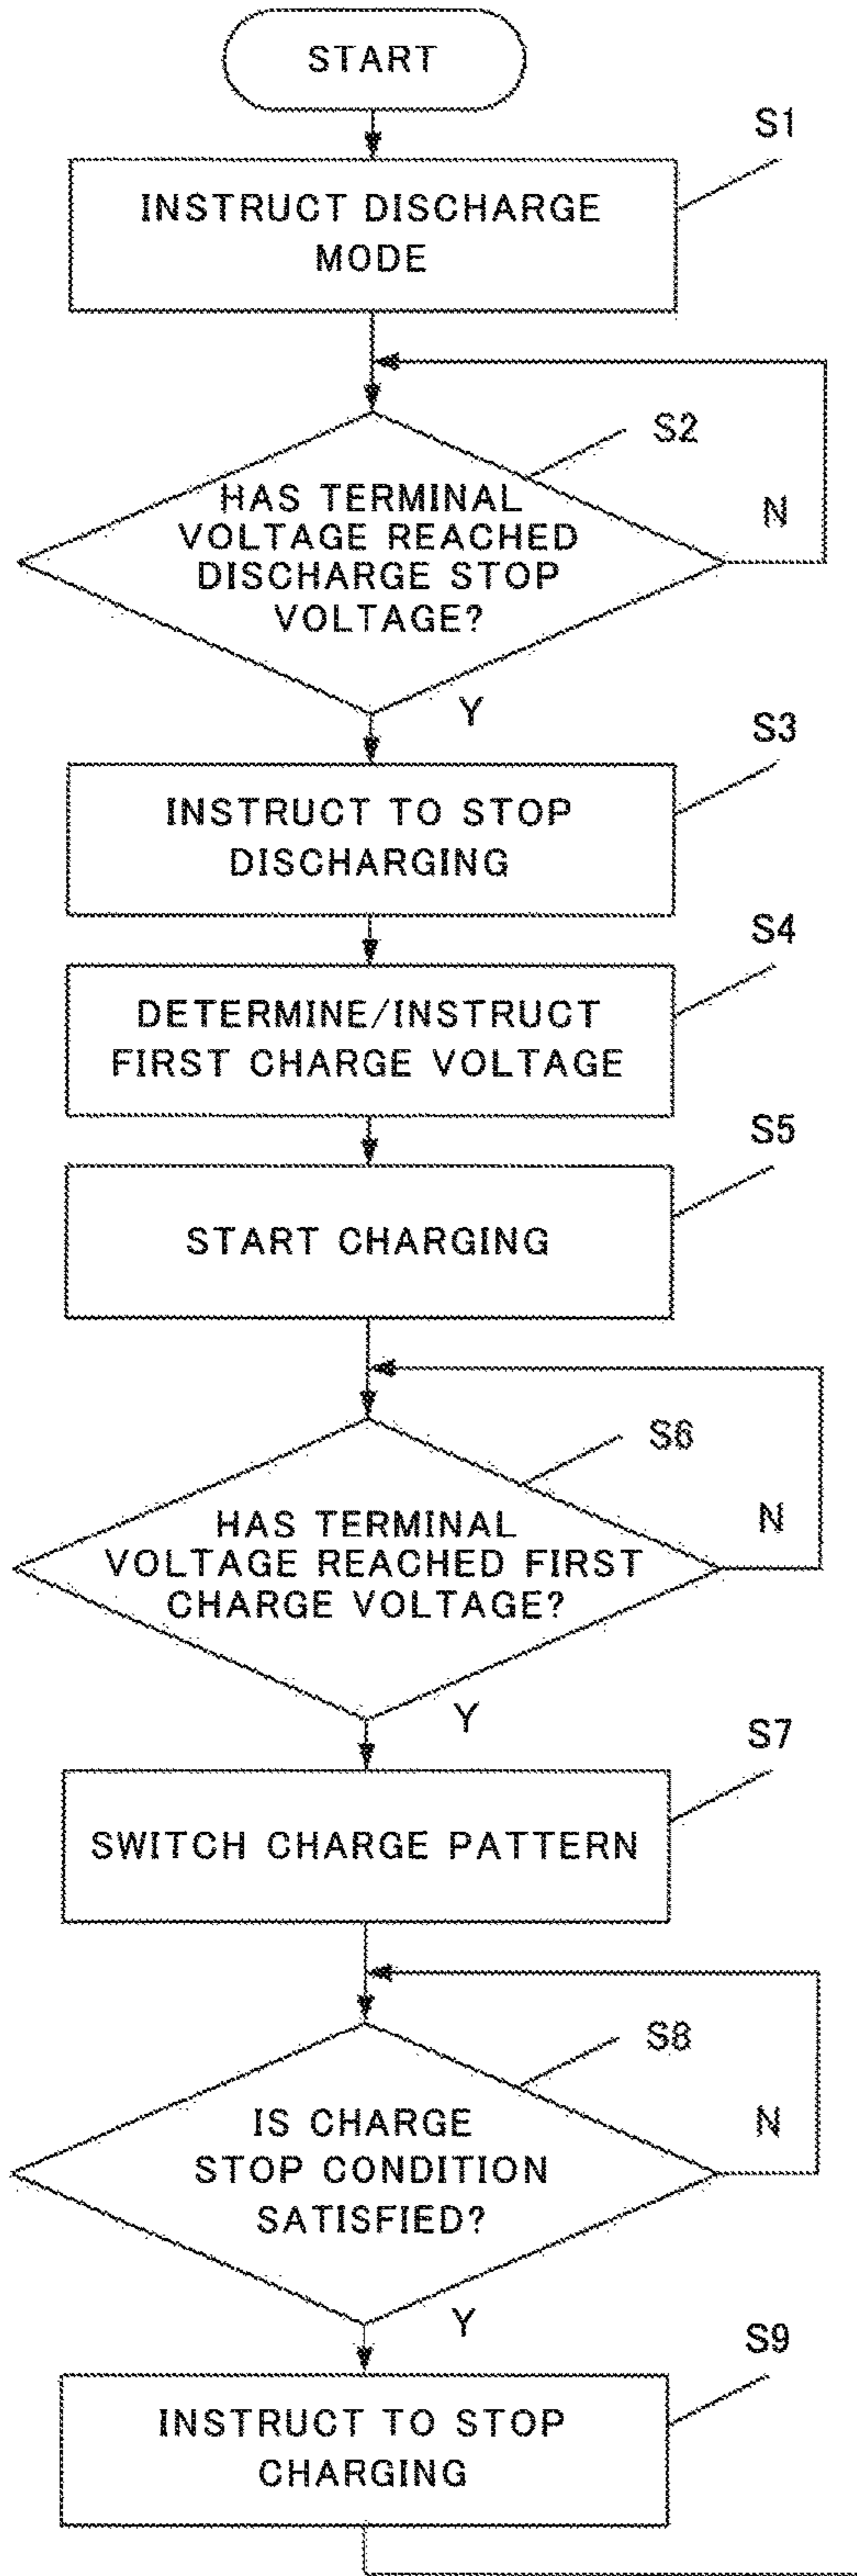 START
S1
INSTRUCT DISCHARGE
MODE
S2
HAS TERMINAL
VOLTAGE REACHED
DISCHARGE STOP
VOLTAGE?
N
Y
S3
INSTRUCT TO STOP
DISCHARGING
S4
DETERMINE/INSTRUCT
FIRST CHARGE VOLTAGE
S5
START CHARGING
S6
HAS TERMINAL
VOLTAGE REACHED FIRST
CHARGE VOLTAGE?
N
Y
S7
SWITCH CHARGE PATTERN
S8
IS CHARGE
STOP CONDITION
SATISFIED?
N
Y
S9
INSTRUCT TO STOP
CHARGING